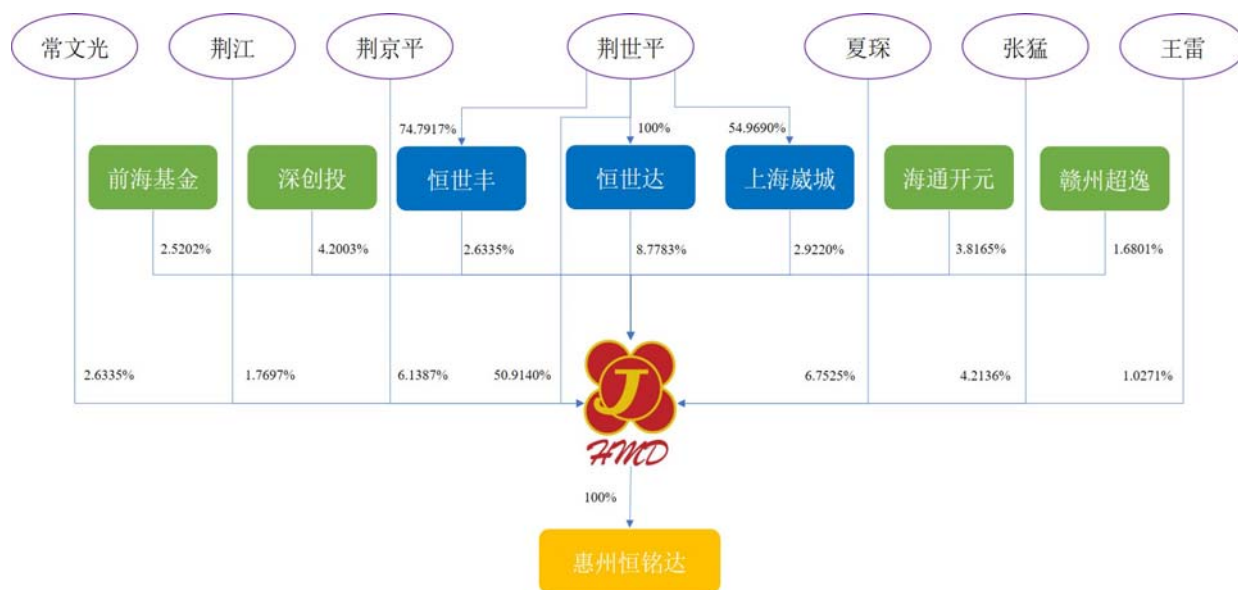 常文光
荆江
荆京平
荆世平
夏琛
张猛
王雷
74.7917%
100%
54.9690%
前海基金
深创投
恒世丰
恒世达
上海崴城
海通开元
赣州超逸
2.5202%
4.2003%
2.6335%
8.7783%
2.9220%
3.8165%
1.6801%
2.6335%
1.7697%
6.1387%
50.9140%
6.7525%
4.2136%
1.0271%
J
HMD
100%
惠州恒铭达